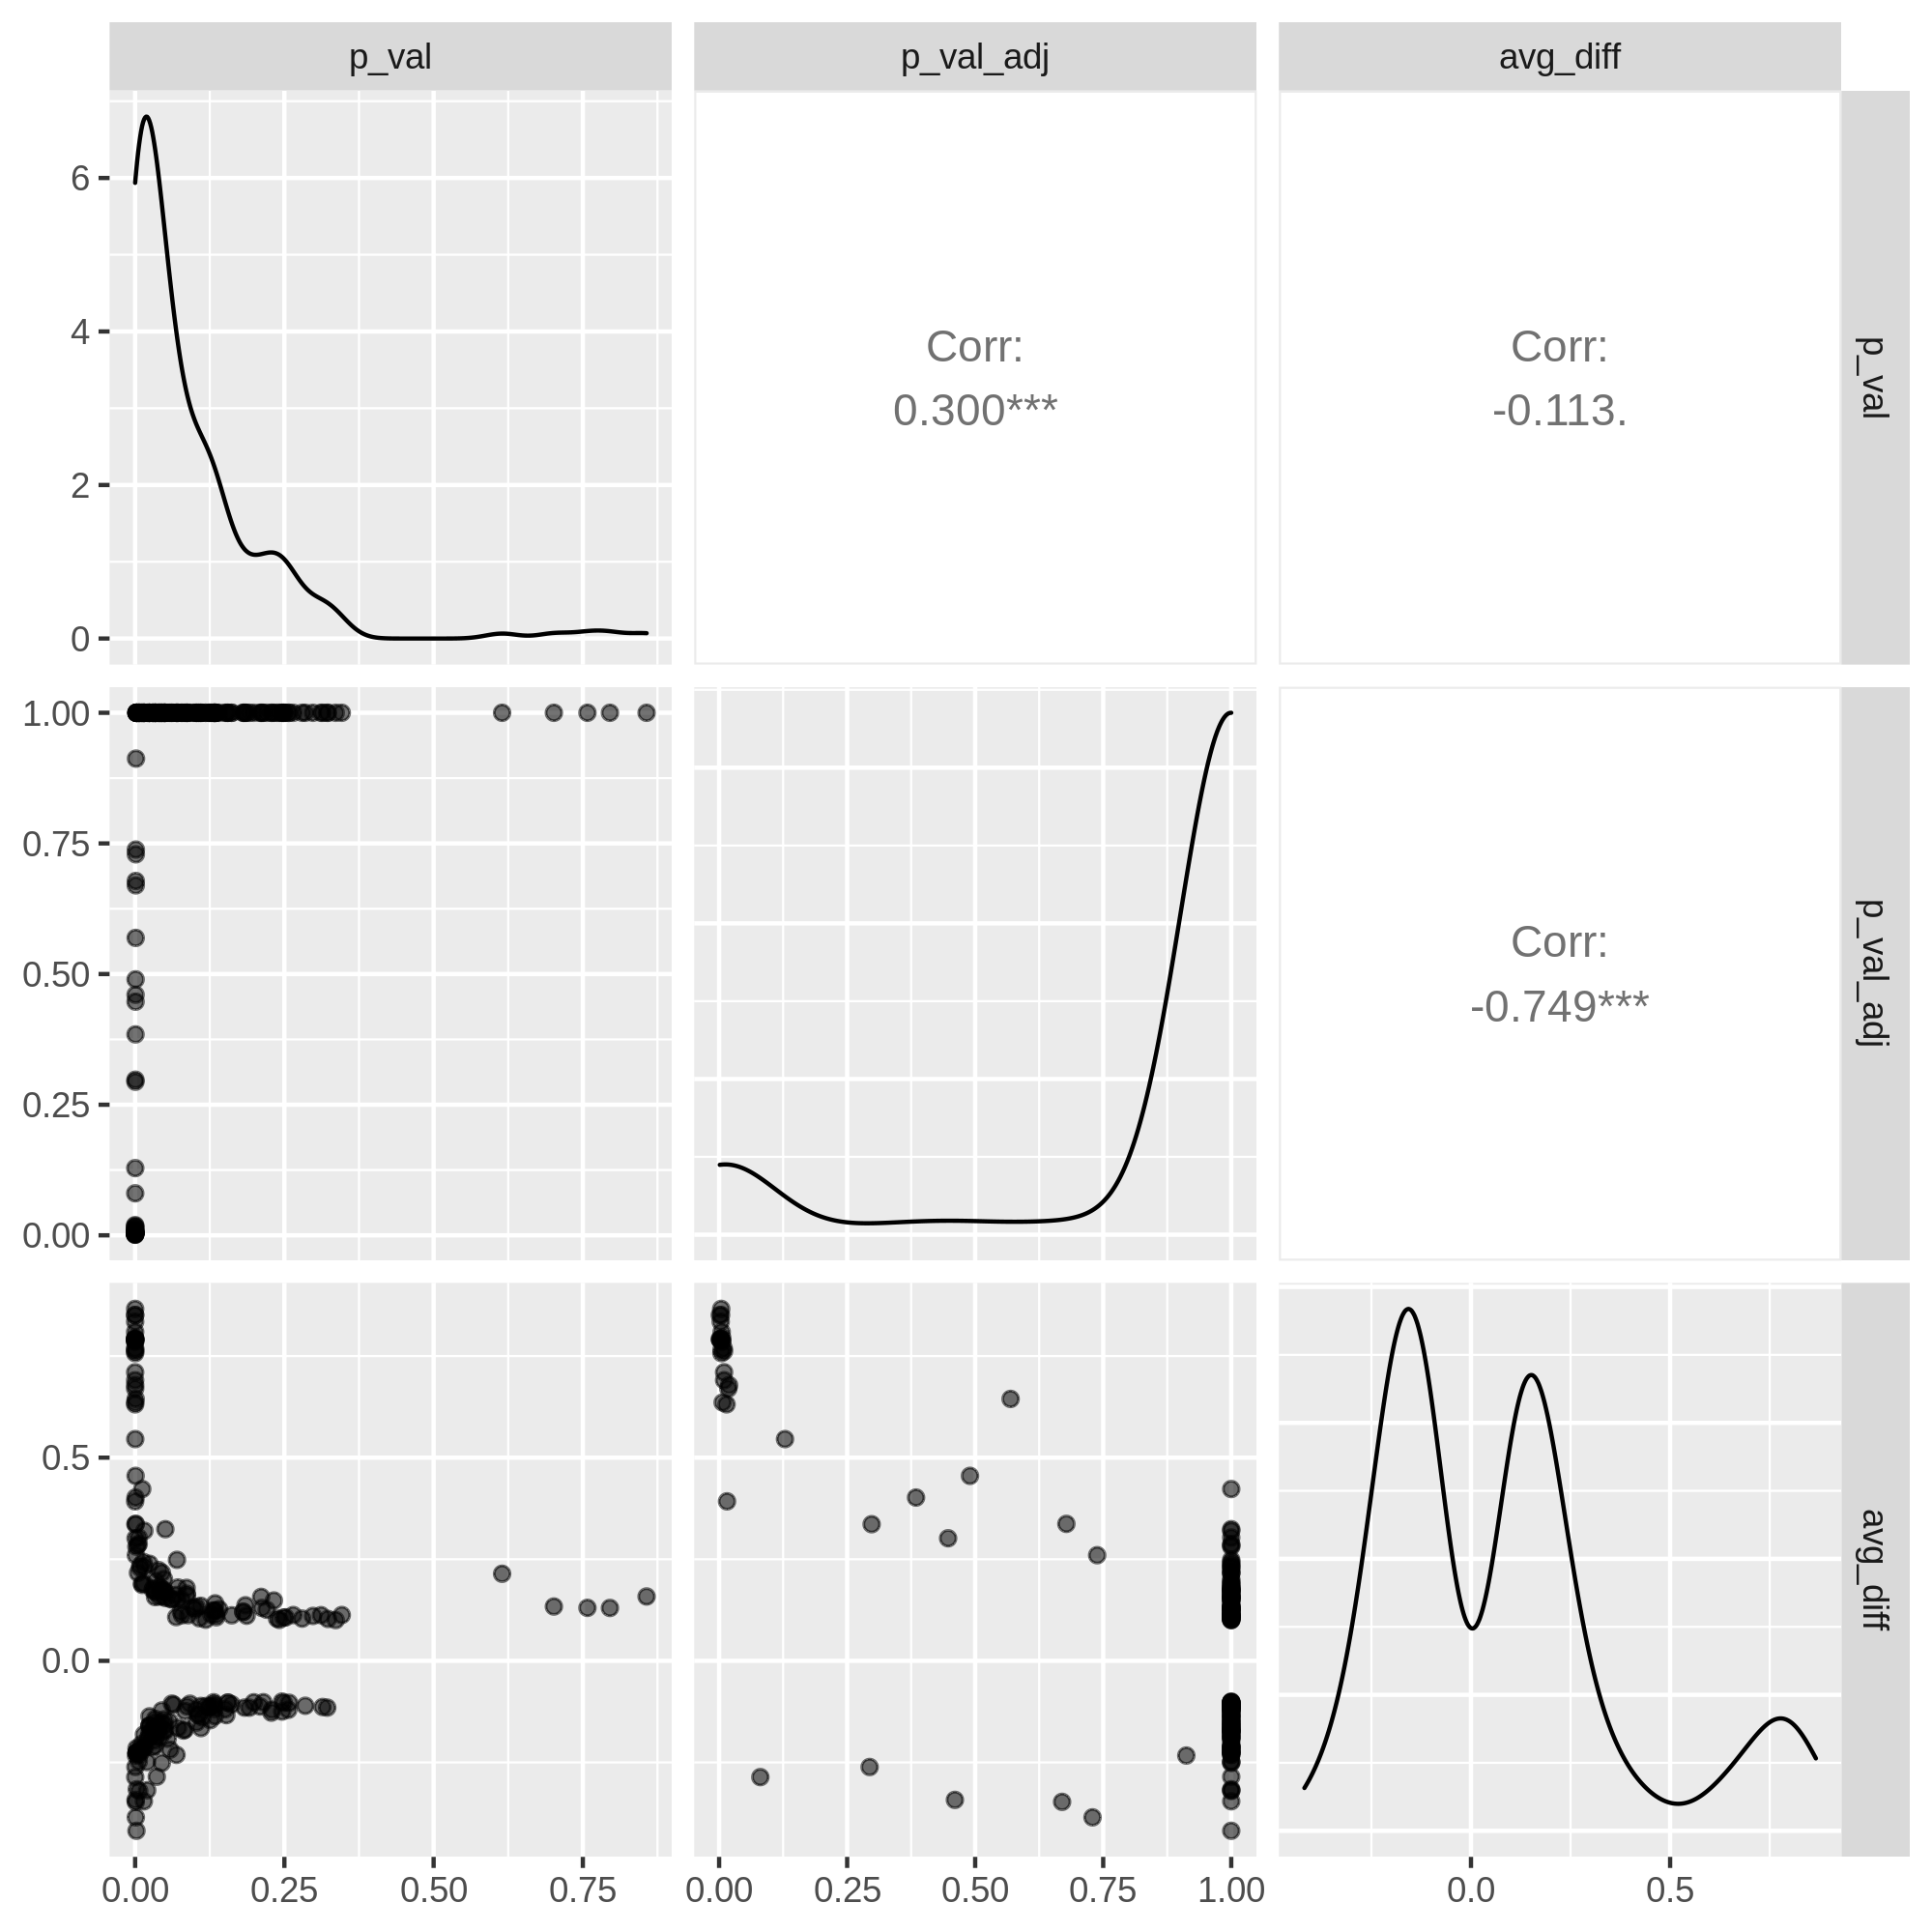 p_val
p_val_adj
avg_diff
6
4
2
0
Corr:
0.300***
Corr:
-0.113.
p_val
1.00
0.75
0.50
0.25
0.00
Corr:
-0.749***
p_val_adj
0.5
0.0
avg_diff
0.00 0.25 0.50 0.75
0.00 0.25 0.50 0.75 1.00
0.0 0.5